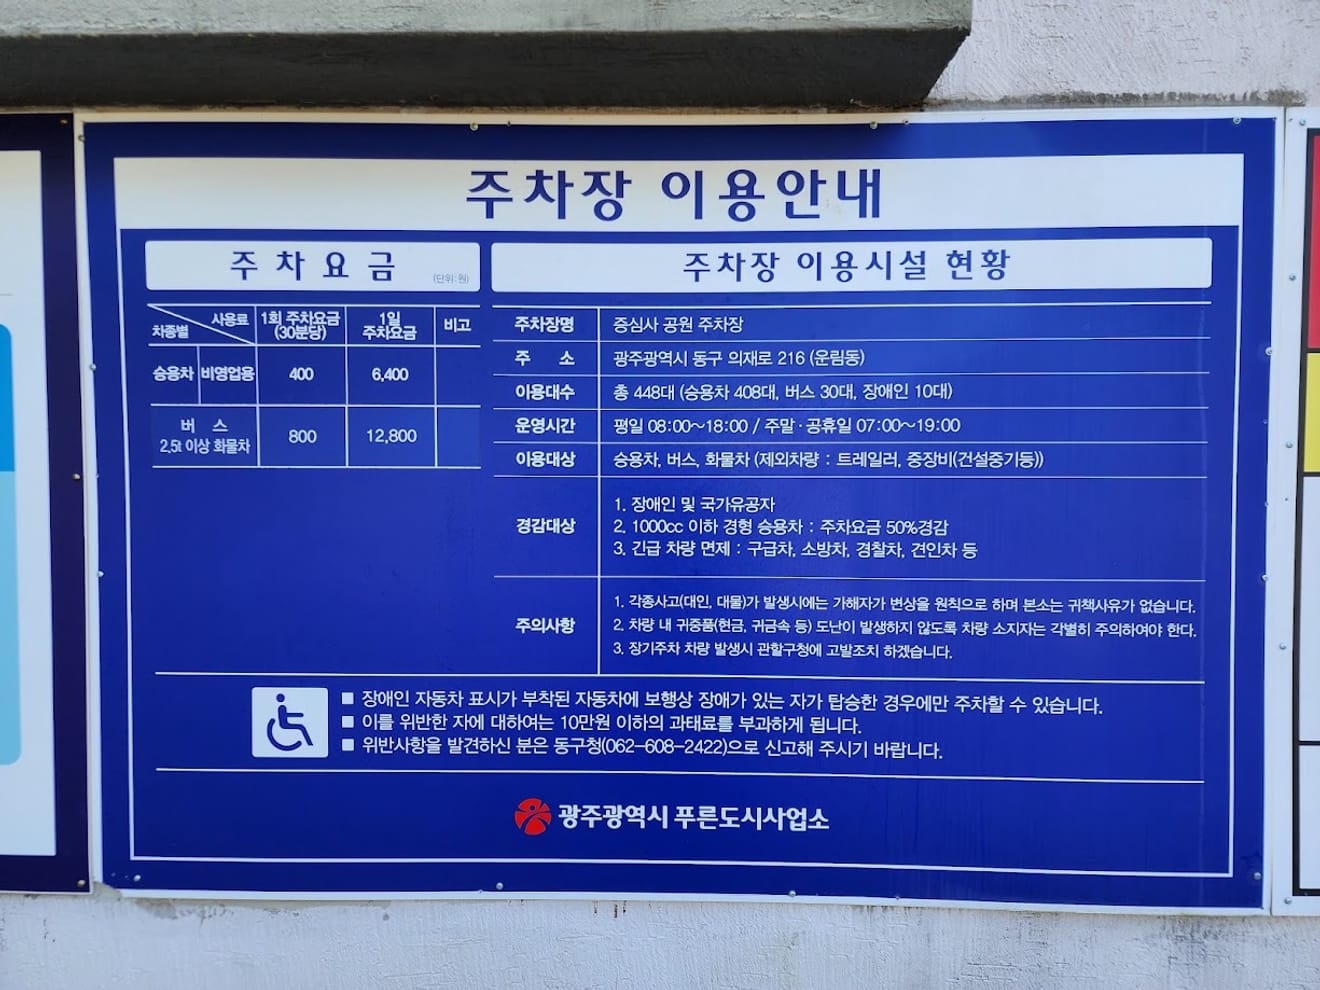 주차장 이용안내
주 차 요 금 (단위:원)
차종별 사용료 1회 주차요금 (30분당) 1일 주차요금 비고
승용차 비영업용 400 6,400
버 스 2.5t 이상 화물차 800 12,800
주차장 이용시설 현황
주차장명 중심사 공원 주차장
주 소 광주광역시 동구 의재로 216 (운림동)
이용대수 총 448대 (승용차 408대, 버스 30대, 장애인 10대)
운영시간 평일 08:00~18:00 / 주말·공휴일 07:00~19:00
이용대상 승용차, 버스, 화물차 (제외차량 : 트레일러, 중장비(건설중기등))
경감대상
1. 장애인 및 국가유공자
2. 1000cc 이하 경형 승용차 : 주차요금 50%경감
3. 긴급 차량 면제 : 구급차, 소방차, 경찰차, 견인차 등
주의사항
1. 각종사고(대인, 대물)가 발생시에는 가해자가 변상을 원칙으로 하며 본소는 귀책사유가 없습니다.
2. 차량 내 귀중품(현금, 귀금속 등) 도난이 발생하지 않도록 차량 소지자는 각별히 주의하여야 한다.
3. 장기주차 차량 발생시 관할구청에 고발조치 하겠습니다.
■ 장애인 자동차 표시가 부착된 자동차에 보행상 장애가 있는 자가 탑승한 경우에만 주차할 수 있습니다.
■ 이를 위반한 자에 대하여는 10만원 이하의 과태료를 부과하게 됩니다.
■ 위반사항을 발견하신 분은 동구청(062-608-2422)으로 신고해 주시기 바랍니다.
광주광역시 푸른도시사업소